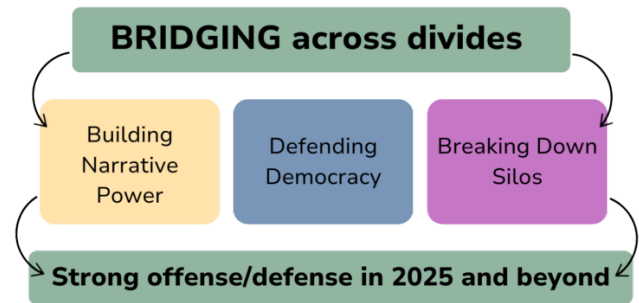 BRIDGING across divides
Building
Narrative
Power
Defending
Democracy
Breaking Down
Silos
Strong offense/defense in 2025 and beyond